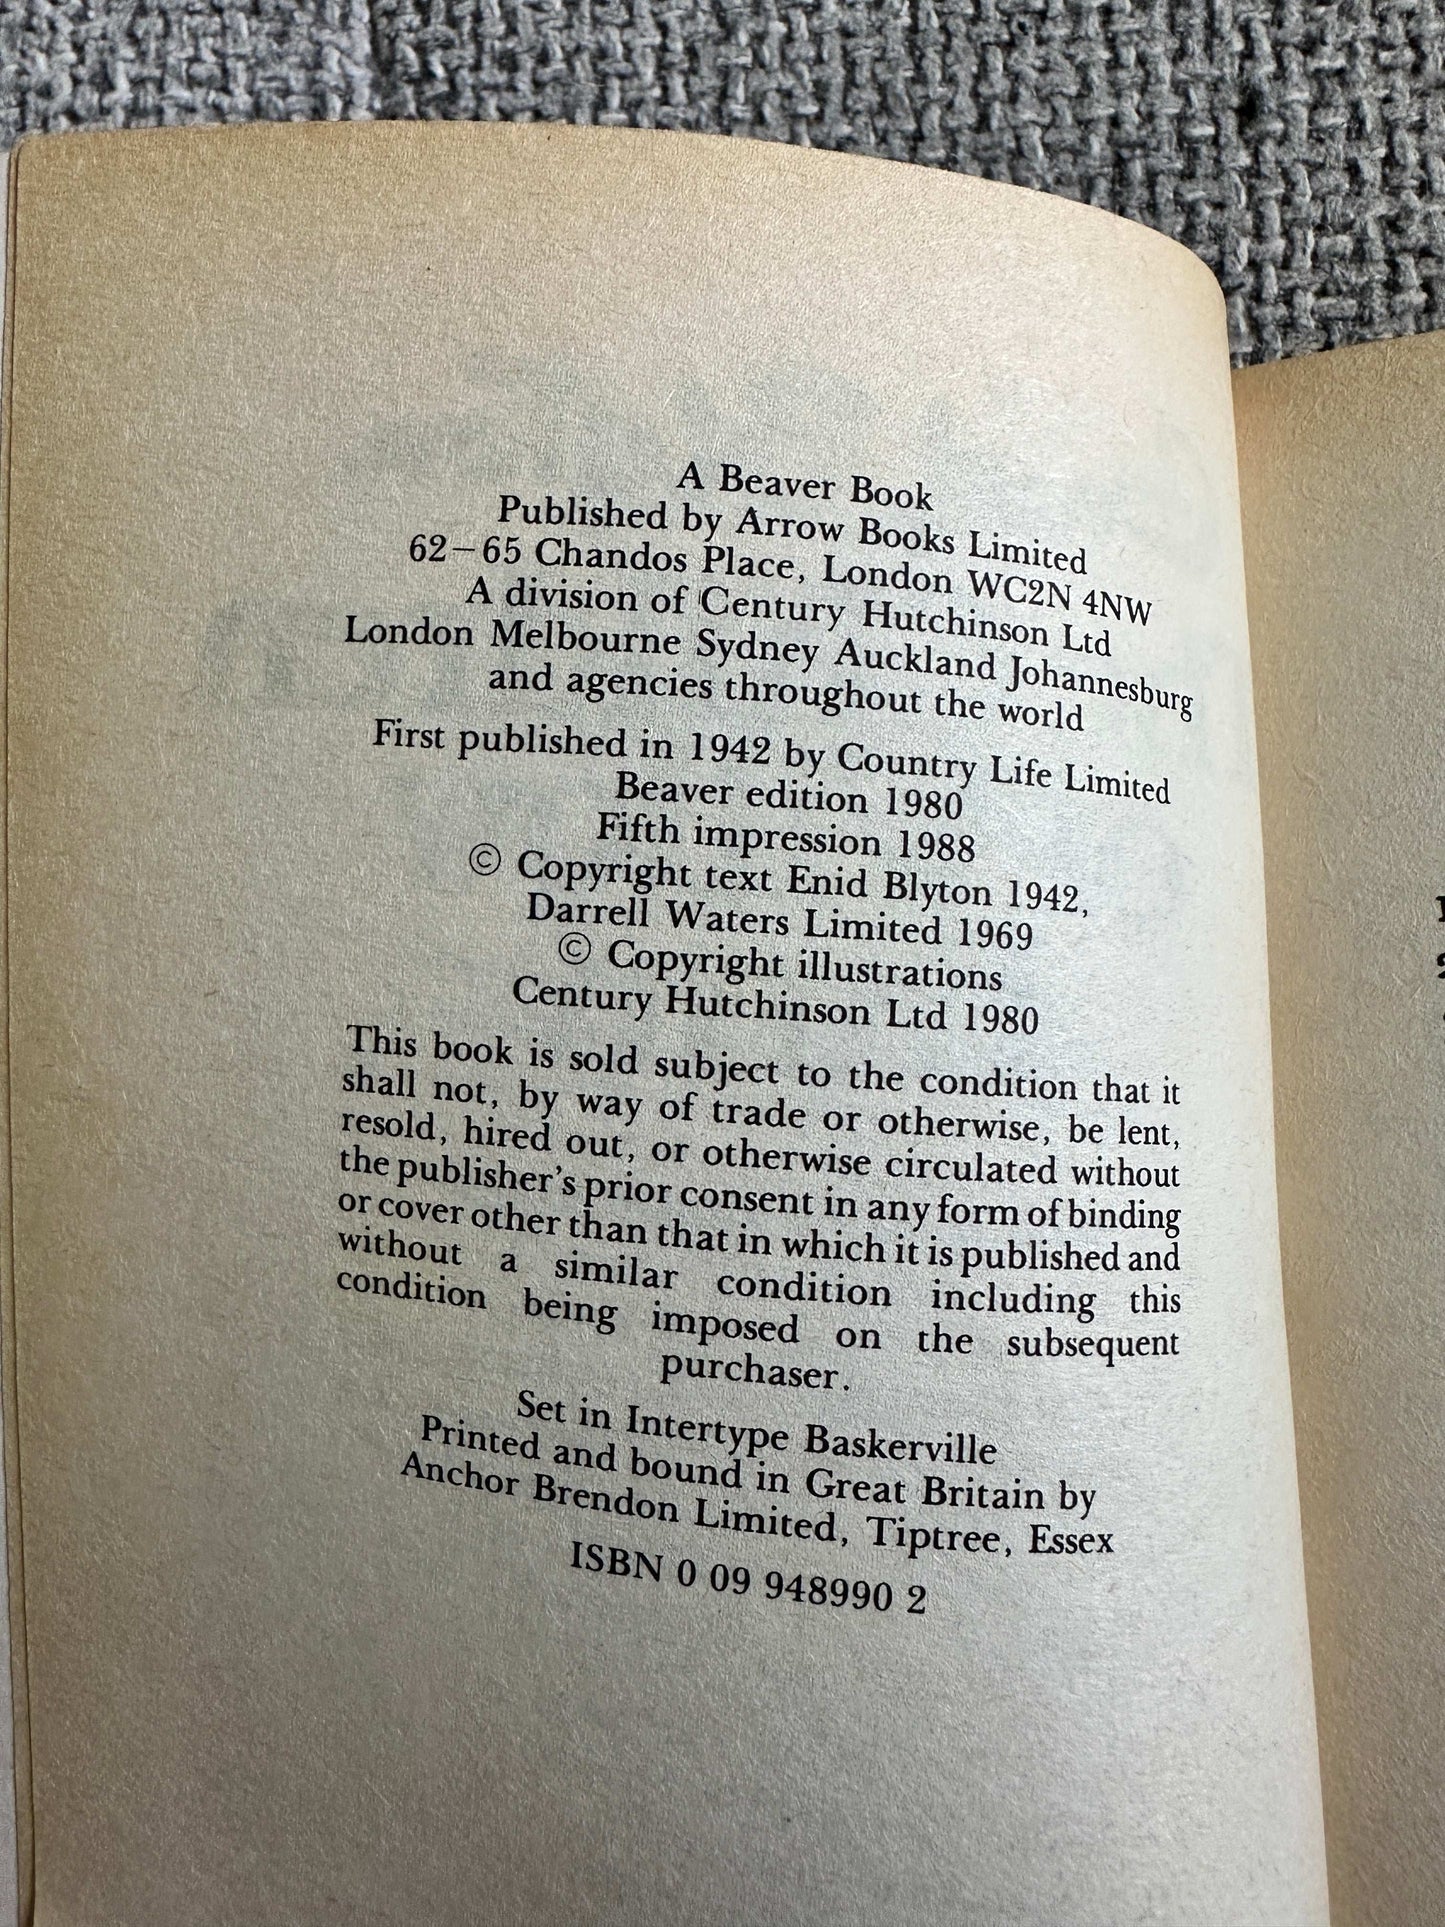 A Beaver Book
Published by Arrow Books Limited
62–65 Chandos Place, London WC2N 4NW
A division of Century Hutchinson Ltd
London Melbourne Sydney Auckland Johannesburg
and agencies throughout the world
First published in 1942 by Country Life Limited
Beaver edition 1980
Fifth impression 1988
© Copyright text Enid Blyton 1942,
Darrell Waters Limited 1969
© Copyright illustrations
Century Hutchinson Ltd 1980
This book is sold subject to the condition that it
shall not, by way of trade or otherwise, be lent,
resold, hired out, or otherwise circulated without
the publisher's prior consent in any form of binding
or cover other than that in which it is published and
without a similar condition including this
condition being imposed on the subsequent
purchaser.
Set in Intertype Baskerville
Printed and bound in Great Britain by
Anchor Brendon Limited, Tiptree, Essex
ISBN 0 09 948990 2